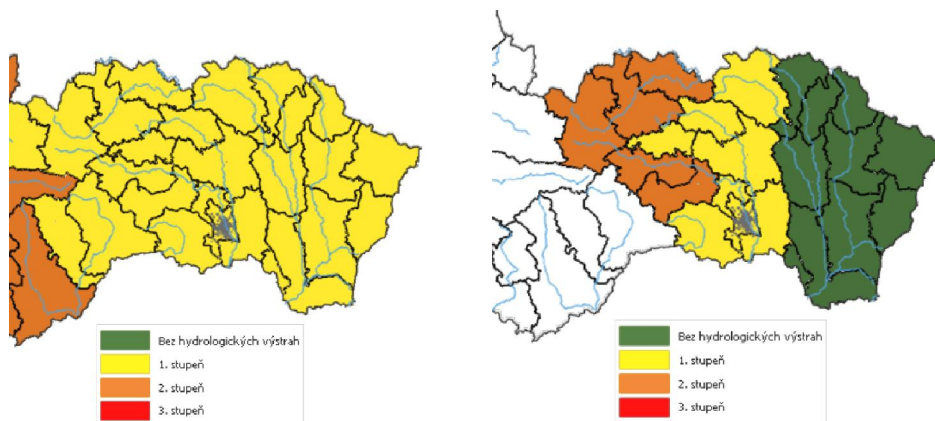 Bez hydrologických výstrah
1. stupeň
2. stupeň
3. stupeň
Bez hydrologických výstrah
1. stupeň
2. stupeň
3. stupeň